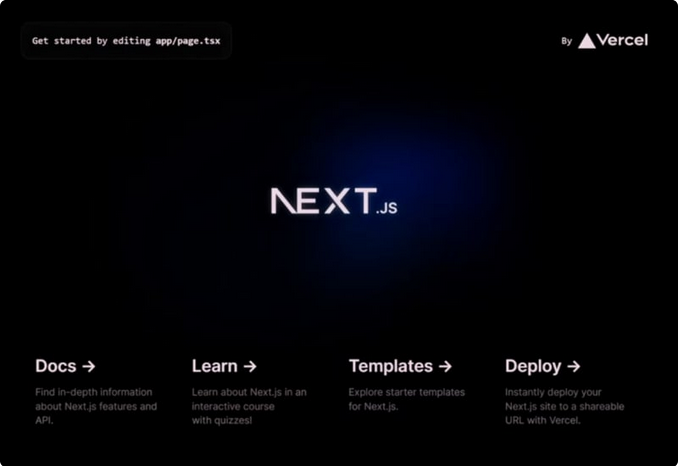 Get started by editing app/page.tsx
By Vercel
NEXT.JS
Docs →
Find in-depth information
about Next.js features and
API.
Learn →
Learn about Next.js in an
interactive course
with quizzes!
Templates →
Explore starter templates
for Next.js.
Deploy →
Instantly deploy your
Next.js site to a shareable
URL with Vercel.